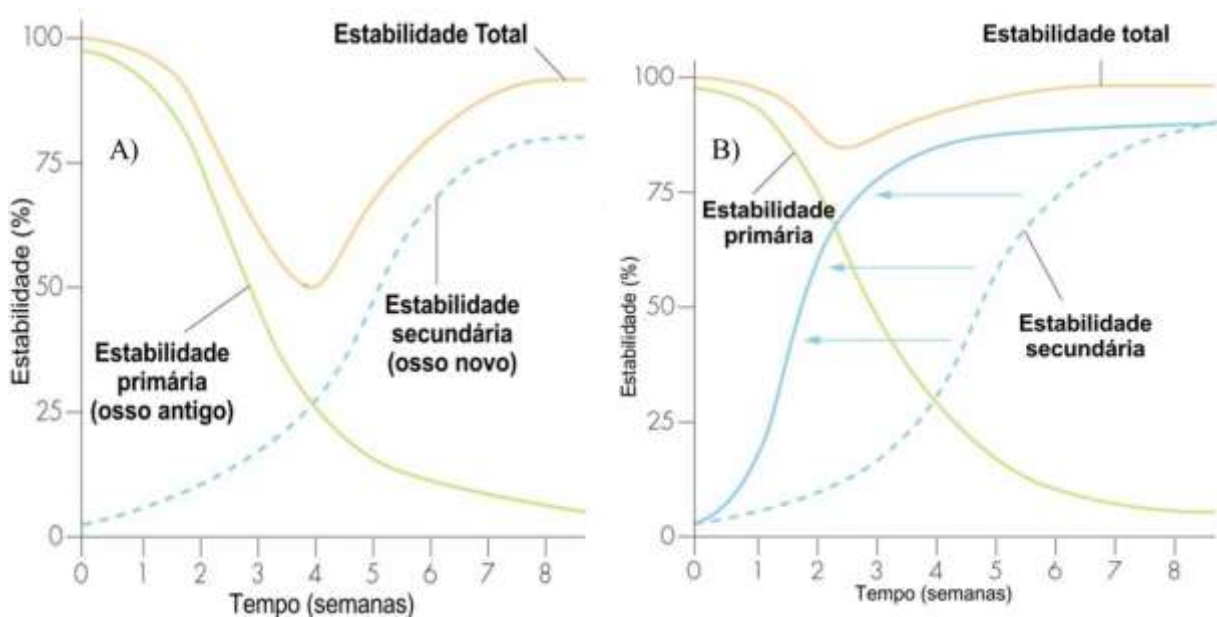 Estabilidade Total
A)
Estabilidade (%)
100
75
50
25
0
Estabilidade
primária
(osso antigo)
Estabilidade
secundária
(osso novo)
0 1 2 3 4 5 6 7 8
Tempo (semanas)
Estabilidade total
B)
Estabilidade (%)
100
75
50
25
0
Estabilidade
primária
Estabilidade
secundária
0 1 2 3 4 5 6 7 8
Tempo (semanas)